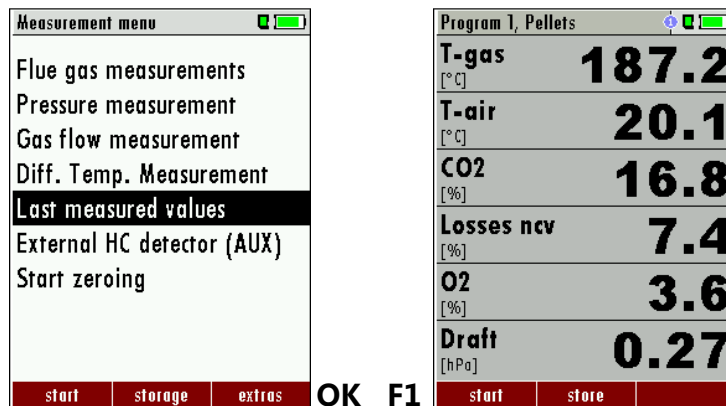 Measurement menu
Flue gas measurements
Pressure measurement
Gas flow measurement
Diff. Temp. Measurement
Last measured values
External HC detector (AUX)
Start zeroing
start storage extras
OK F1
Program 1, Pellets
T-gas 187.2
[°C]
T-air 20.1
[°C]
CO2 16.8
[%]
Losses ncv 7.4
[%]
O2 3.6
[%]
Draft 0.27
[hPa]
start store